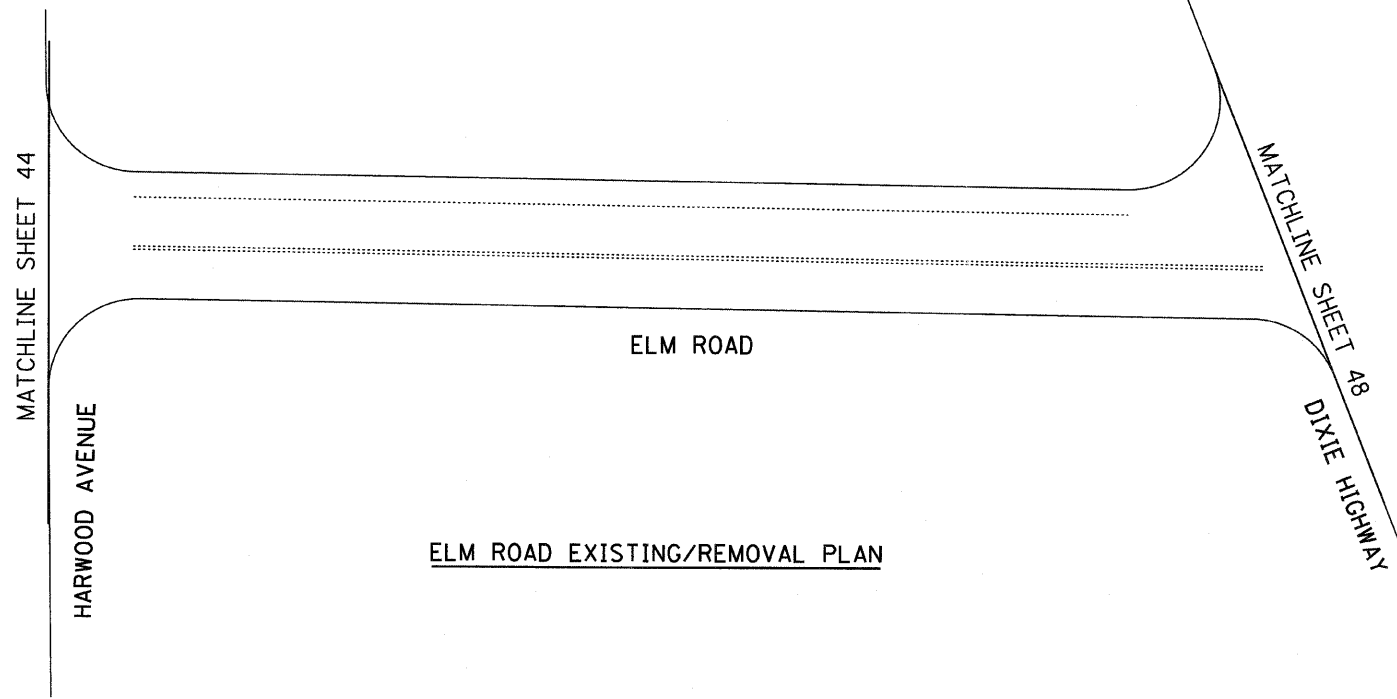 MATCHLINE SHEET 44
HARWOOD AVENUE
ELM ROAD
MATCHLINE SHEET 48
DIXIE HIGHWAY
ELM ROAD EXISTING/REMOVAL PLAN